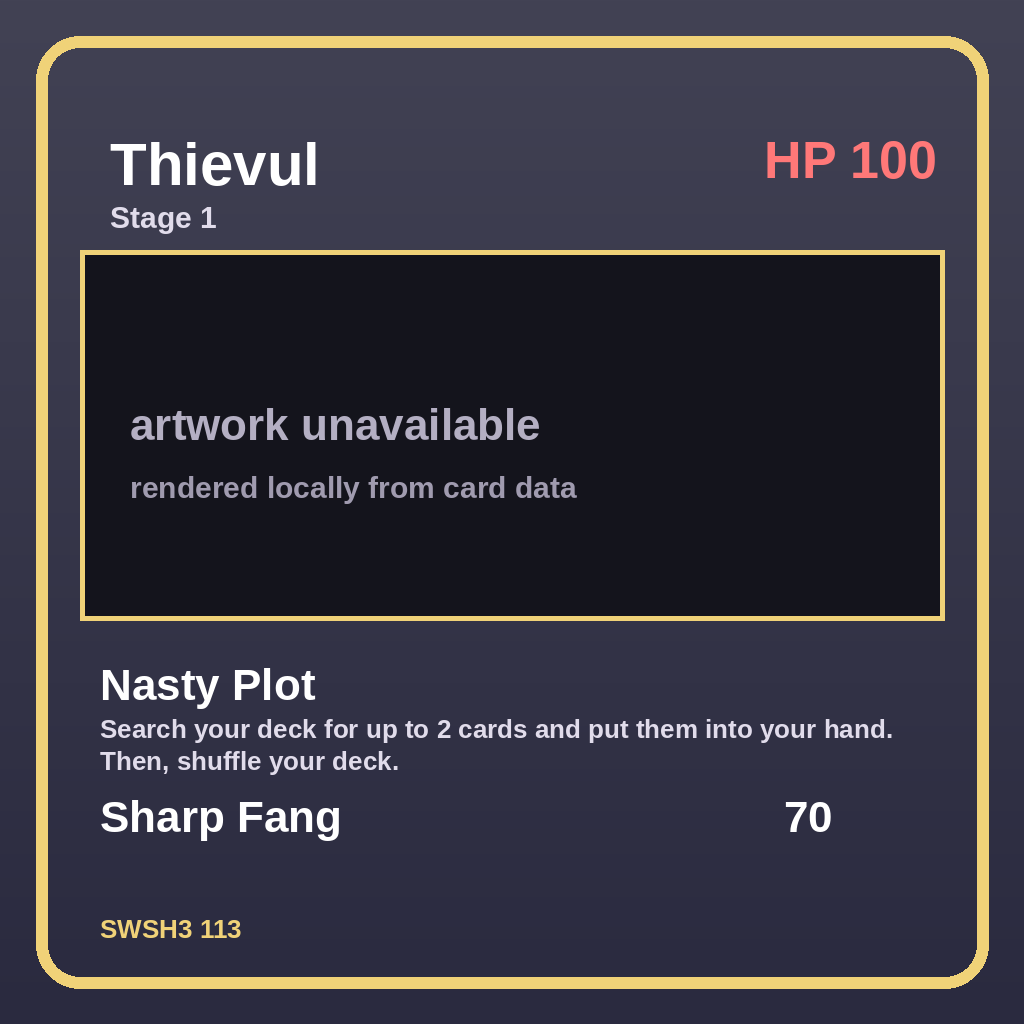 Thievul
HP 100
Stage 1
artwork unavailable
rendered locally from card data
Nasty Plot
Search your deck for up to 2 cards and put them into your hand.
Then, shuffle your deck.
Sharp Fang
70
SWSH3 113